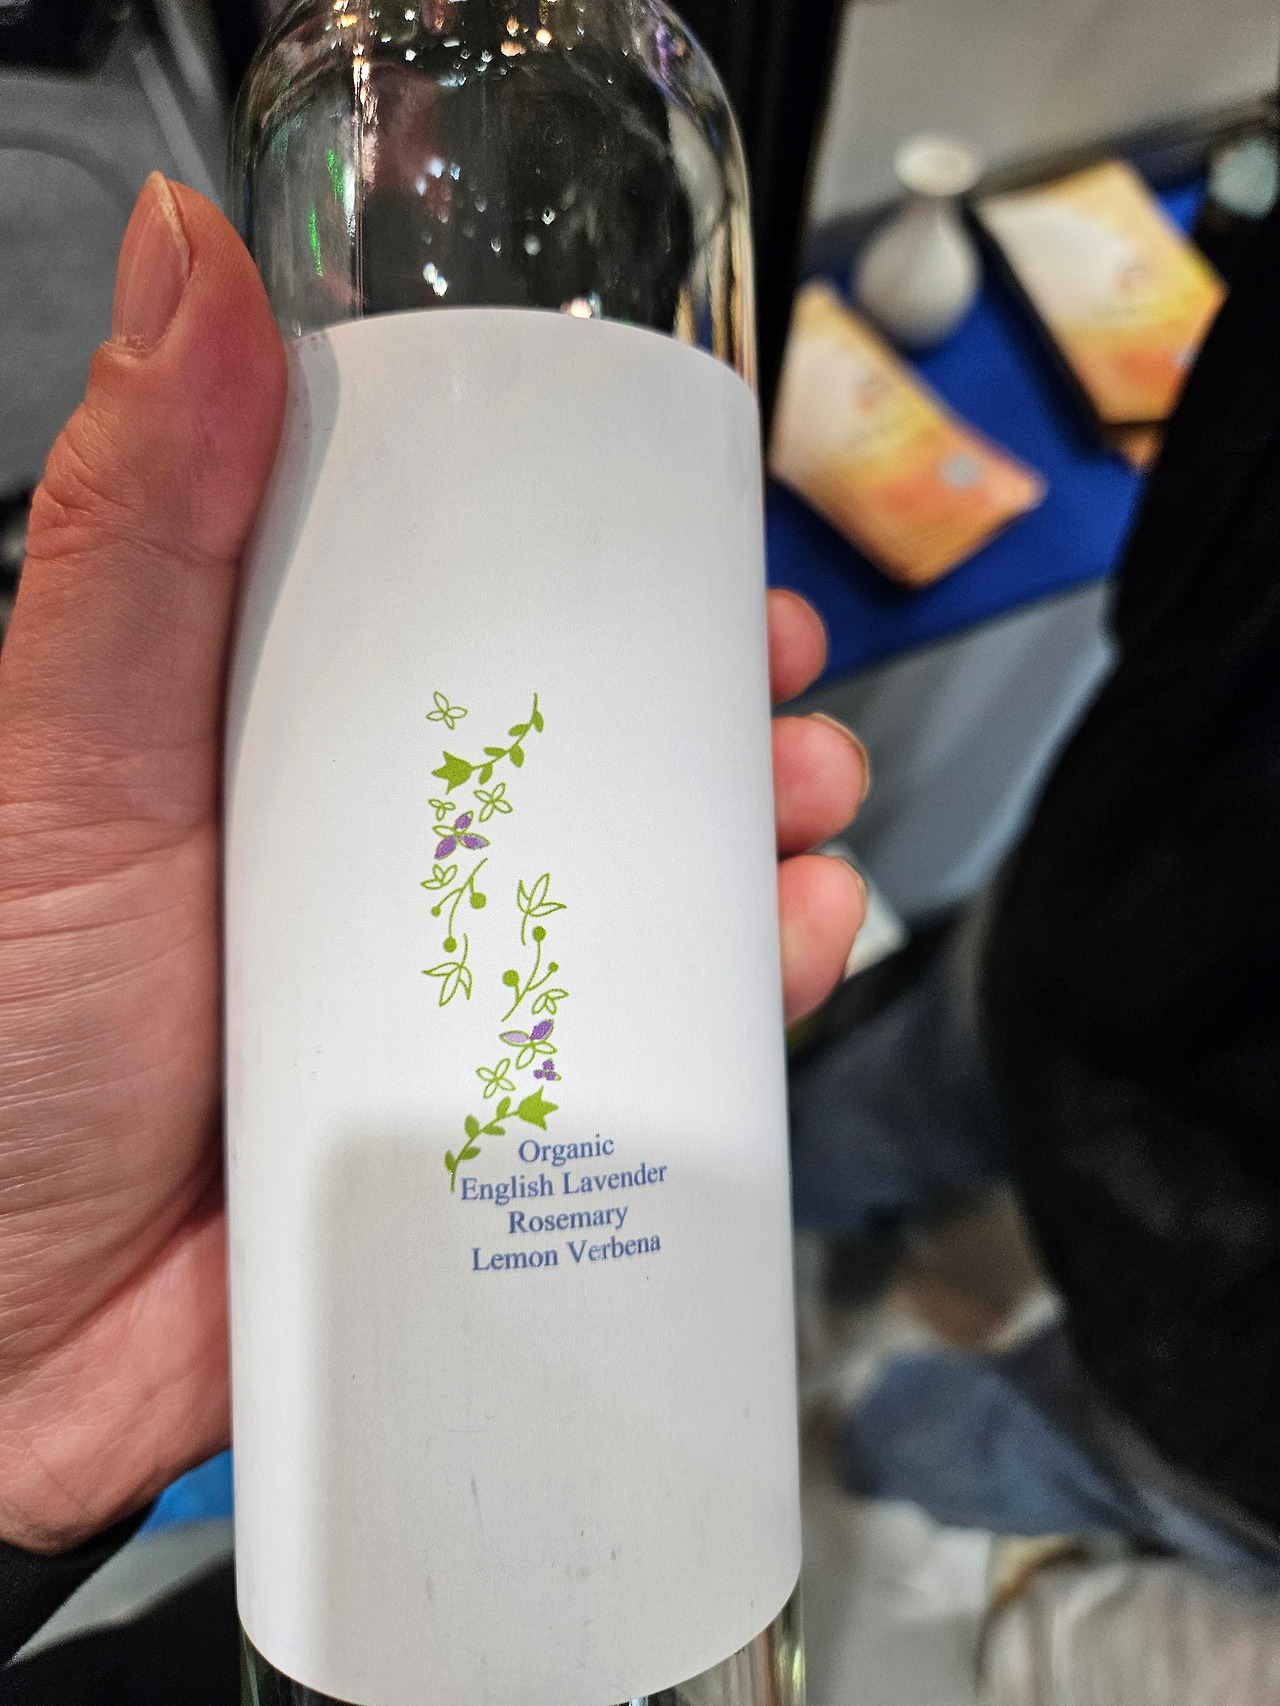 Organic
English Lavender
Rosemary
Lemon Verbena